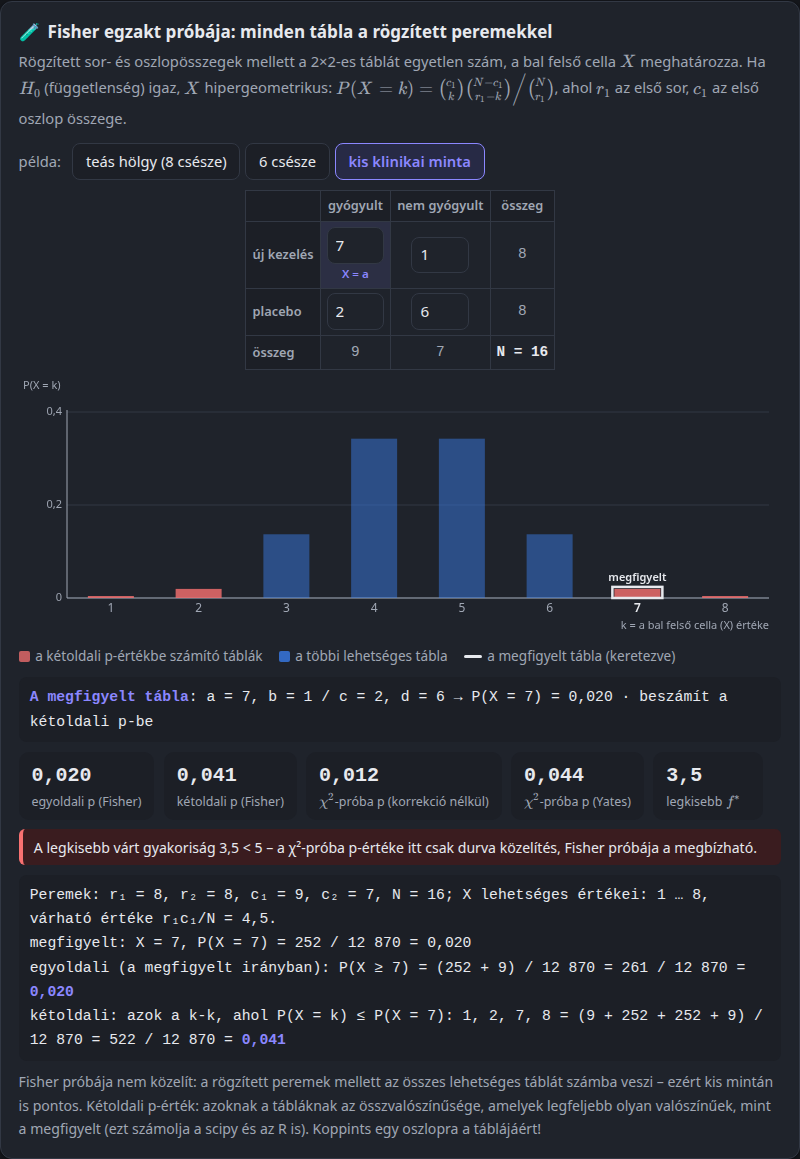 🧪 Fisher egzakt próbája: minden tábla a rögzített peremekkel
Rögzített sor- és oszlopösszegek mellett a 2×2-es táblát egyetlen szám, a bal felső cella X meghatározza. Ha
H₀ (függetlenség) igaz, X hipergeometrikus: P(X = k) = (c₁ k)(N−c₁ r₁−k) / (N r₁), ahol r₁ az első sor, c₁ az első
oszlop összege.
példa: teás hölgy (8 csésze) 6 csésze kis klinikai minta
gyógyult nem gyógyult összeg
új kezelés 7 1 8
X = a
placebo 2 6 8
összeg 9 7 N = 16
P(X = k)
0,4
0,2
0
megfigyelt
1 2 3 4 5 6 7 8
k = a bal felső cella (X) értéke
a kétoldali p-értékbe számító táblák a többi lehetséges tábla a megfigyelt tábla (keretezve)
A megfigyelt tábla: a = 7, b = 1 / c = 2, d = 6 → P(X = 7) = 0,020 · beszámít a
kétoldali p-be
0,020 0,041 0,012 0,044 3,5
egyoldali p (Fisher) kétoldali p (Fisher) χ²-próba p (korrekció nélkül) χ²-próba p (Yates) legkisebb f*
A legkisebb várt gyakoriság 3,5 < 5 – a χ²-próba p-értéke itt csak durva közelítés, Fisher próbája a megbízható.
Peremek: r₁ = 8, r₂ = 8, c₁ = 9, c₂ = 7, N = 16; X lehetséges értékei: 1 … 8,
várható értéke r₁c₁/N = 4,5.
megfigyelt: X = 7, P(X = 7) = 252 / 12 870 = 0,020
egyoldali (a megfigyelt irányban): P(X ≥ 7) = (252 + 9) / 12 870 = 261 / 12 870 =
0,020
kétoldali: azok a k-k, ahol P(X = k) ≤ P(X = 7): 1, 2, 7, 8 = (9 + 252 + 252 + 9) /
12 870 = 522 / 12 870 = 0,041
Fisher próbája nem közelít: a rögzített peremek mellett az összes lehetséges táblát számba veszi – ezért kis mintán
is pontos. Kétoldali p-érték: azoknak a tábláknak az összvalószínűsége, amelyek legfeljebb olyan valószínűek, mint
a megfigyelt (ezt számolja a scipy és az R is). Koppints egy oszlopra a táblájáért!